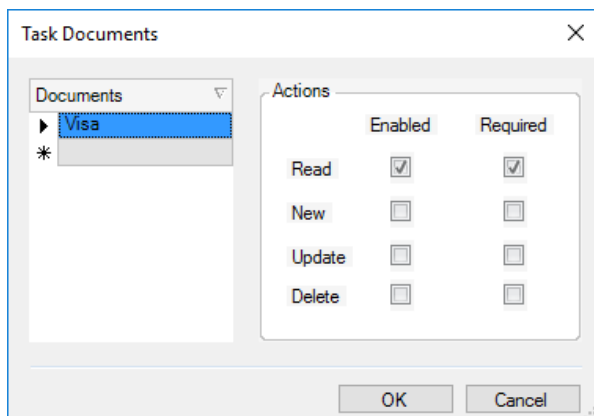 Task Documents
Documents
Visa
Actions
Enabled Required
Read
New
Update
Delete
OK Cancel